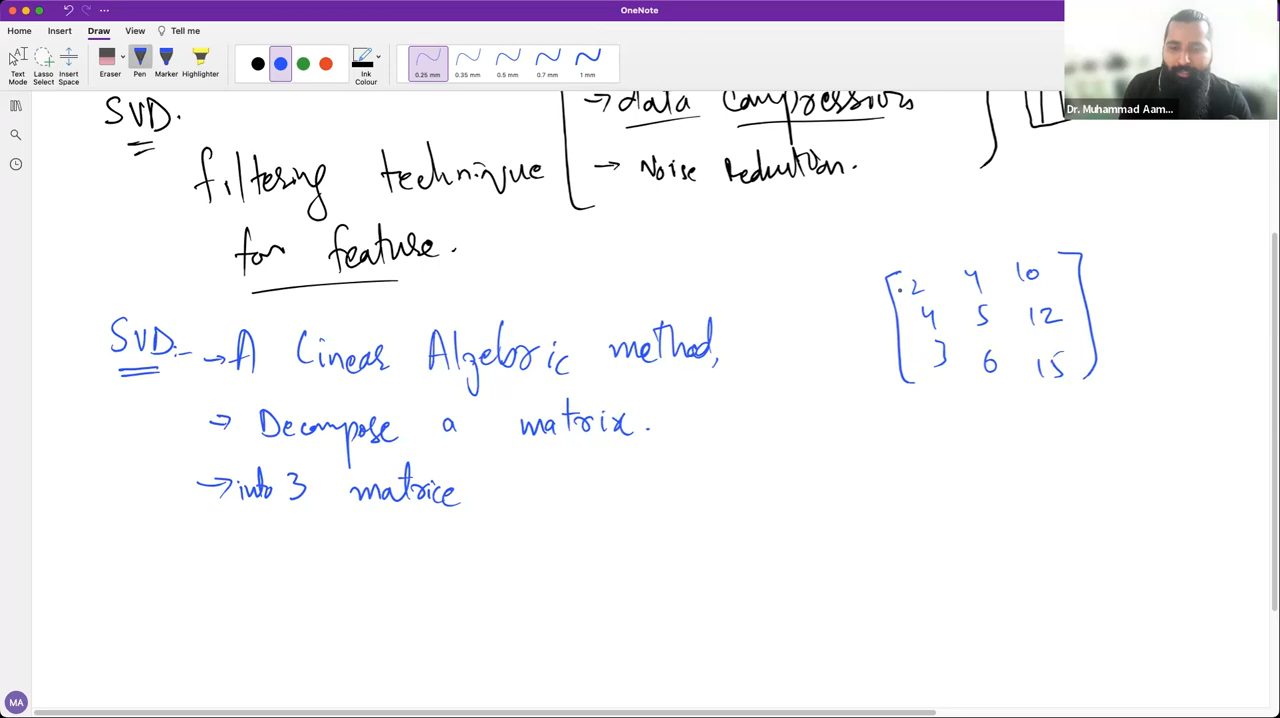 OneNote
Home Insert Draw View Tell me
Text Mode
Lasso Select
Insert Space
Eraser
Pen
Marker
Highlighter
Ink Colour
0.25 mm 0.35 mm 0.5 mm 0.7 mm 1 mm
Dr. Muhammad Aam...
SVD.
→ data Compression
filtering technique
→ Noise reduction.
for feature.
2 4 10
4 5 12
3 6 15
SVD:- → A Linear Algebric method,
→ Decompose a matrix.
→ into 3 matrice
MA